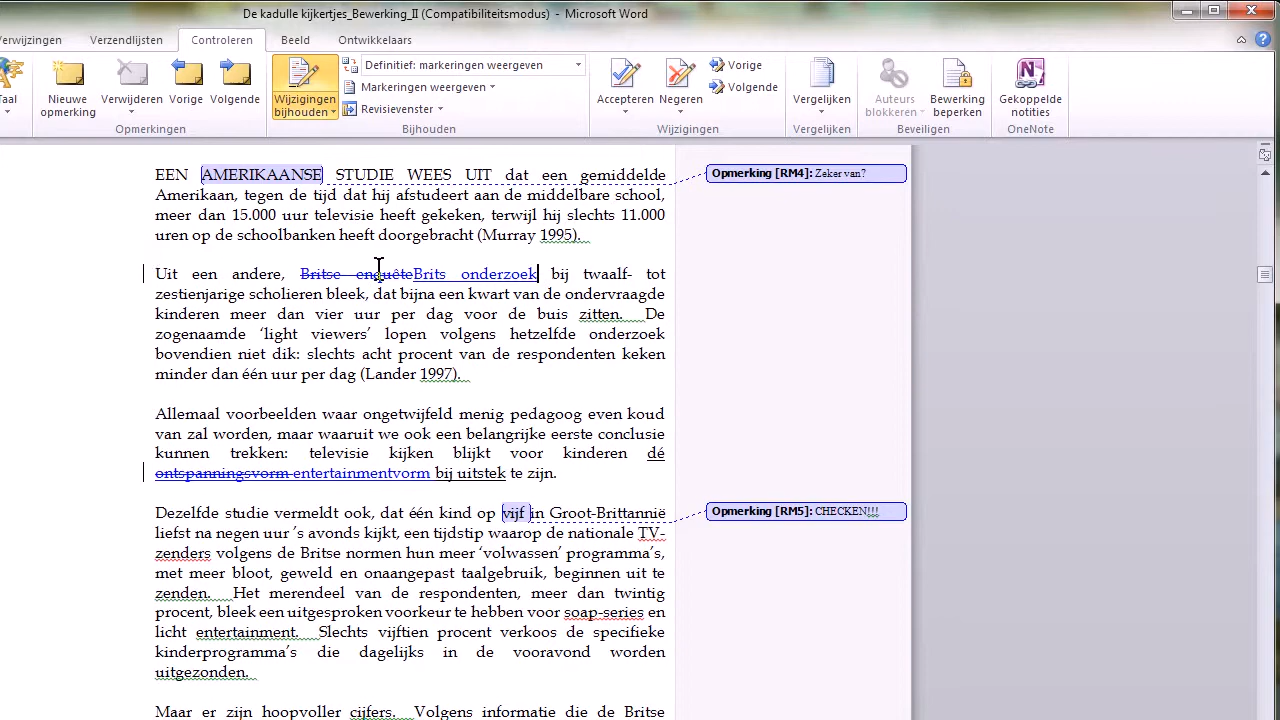 De kadulle kijkertjes_Bewerking_II (Compatibiliteitsmodus) - Microsoft Word
erwijzingen Verzendlijsten Controleren Beeld Ontwikkelaars
Taal
Nieuwe opmerking
Verwijderen
Vorige
Volgende
Opmerkingen
Wijzigingen bijhouden
Definitief: markeringen weergeven
Markeringen weergeven
Revisievenster
Bijhouden
Accepteren
Negeren
Vorige
Volgende
Wijzigingen
Vergelijken
Vergelijken
Auteurs blokkeren
Bewerking beperken
Beveiligen
Gekoppelde notities
OneNote
EEN AMERIKAANSE STUDIE WEES UIT dat een gemiddelde
Opmerking [RM4]: Zeker van?
Amerikaan, tegen de tijd dat hij afstudeert aan de middelbare school,
meer dan 15.000 uur televisie heeft gekeken, terwijl hij slechts 11.000
uren op de schoolbanken heeft doorgebracht (Murray 1995).
Uit een andere, Britse enquêteBrits onderzoek bij twaalf- tot
zestienjarige scholieren bleek, dat bijna een kwart van de ondervraagde
kinderen meer dan vier uur per dag voor de buis zitten. De
zogenaamde ‘light viewers’ lopen volgens hetzelfde onderzoek
bovendien niet dik: slechts acht procent van de respondenten keken
minder dan één uur per dag (Lander 1997).
Allemaal voorbeelden waar ongetwijfeld menig pedagoog even koud
van zal worden, maar waaruit we ook een belangrijke eerste conclusie
kunnen trekken: televisie kijken blijkt voor kinderen dé
ontspanningsvorm entertainmentvorm bij uitstek te zijn.
Dezelfde studie vermeldt ook, dat één kind op vijf in Groot-Brittannië
Opmerking [RM5]: CHECKEN!!!
liefst na negen uur ’s avonds kijkt, een tijdstip waarop de nationale TV-
zenders volgens de Britse normen hun meer ‘volwassen’ programma’s,
met meer bloot, geweld en onaangepast taalgebruik, beginnen uit te
zenden. Het merendeel van de respondenten, meer dan twintig
procent, bleek een uitgesproken voorkeur te hebben voor soap-series en
licht entertainment. Slechts vijftien procent verkoos de specifieke
kinderprogramma’s die dagelijks in de vooravond worden
uitgezonden.
Maar er zijn hoopvoller cijfers. Volgens informatie die de Britse